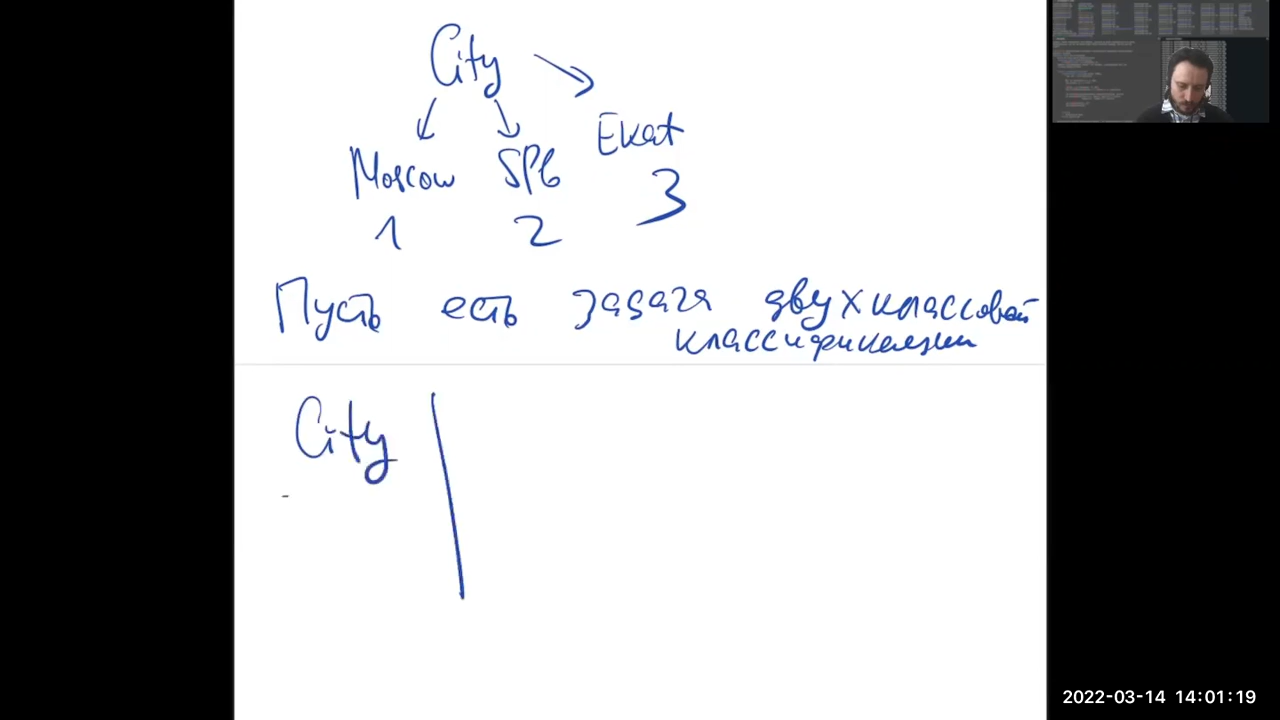 City
Moscow SPb Ekat
1 2 3
Пусть есть задача двухклассовой
классификации
City
2022-03-14 14:01:19